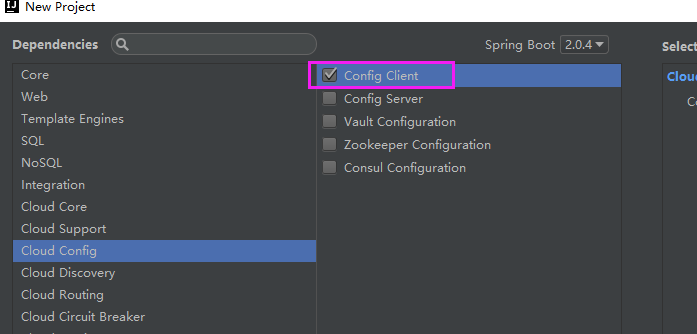 New Project
Dependencies
Spring Boot 2.0.4
Selec
Core
Web
Template Engines
SQL
NoSQL
Integration
Cloud Core
Cloud Support
Cloud Config
Cloud Discovery
Cloud Routing
Cloud Circuit Breaker
Config Client
Config Server
Vault Configuration
Zookeeper Configuration
Consul Configuration
Clou